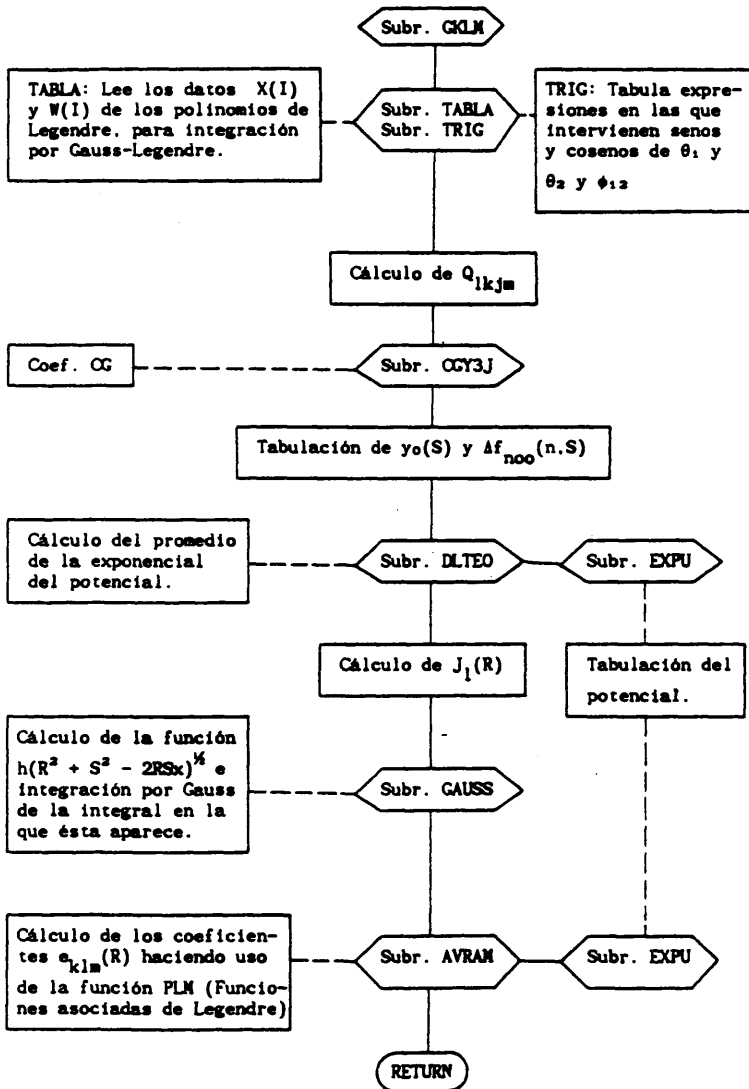 Subr. GKLM
TABLA: Lee los datos X(I)
y W(I) de los polinomios de
Legendre, para integración
por Gauss-Legendre.
Subr. TABLA
Subr. TRIG
TRIG: Tabula expre-
siones en las que
intervienen senos
y cosenos de θ₁ y
θ₂ y ϕ₁₂
Cálculo de Q_lkjm
Coef. CG
Subr. CGY3J
Tabulación de y₀(S) y Δf_noo(n,S)
Cálculo del promedio
de la exponencial
del potencial.
Subr. DLTEO
Subr. EXPU
Cálculo de J_l(R)
Tabulación del
potencial.
Cálculo de la función
h(R² + S² - 2RSx)^½ e
integración por Gauss
de la integral en la
que ésta aparece.
Subr. GAUSS
Cálculo de los coeficien-
tes e_klm(R) haciendo uso
de la función PLM (Funcio-
nes asociadas de Legendre)
Subr. AVRAM
Subr. EXPU
RETURN